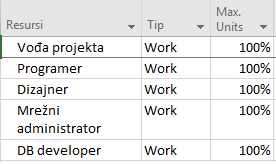 Max.
Resursi Tip Units
Vođa projekta Work 100%
Programer Work 100%
Dizajner Work 100%
Mrežni Work 100%
administrator
DB developer Work 100%